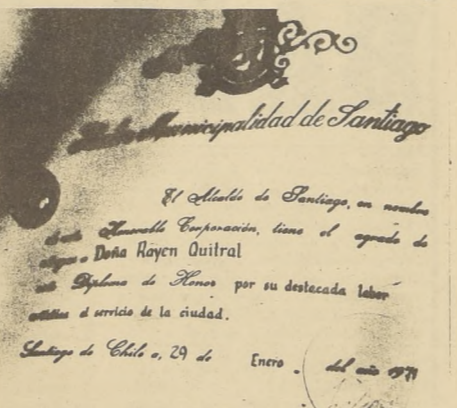 Municipalidad de Santiago
El Alcalde de Santiago, en nombre
Honorable Corporación, tiene el agrado de
a Doña Rayen Quitral
Diploma de Honor por su destacada labor
al servicio de la ciudad.
Santiago de Chile a, 29 de Enero . del año 1971